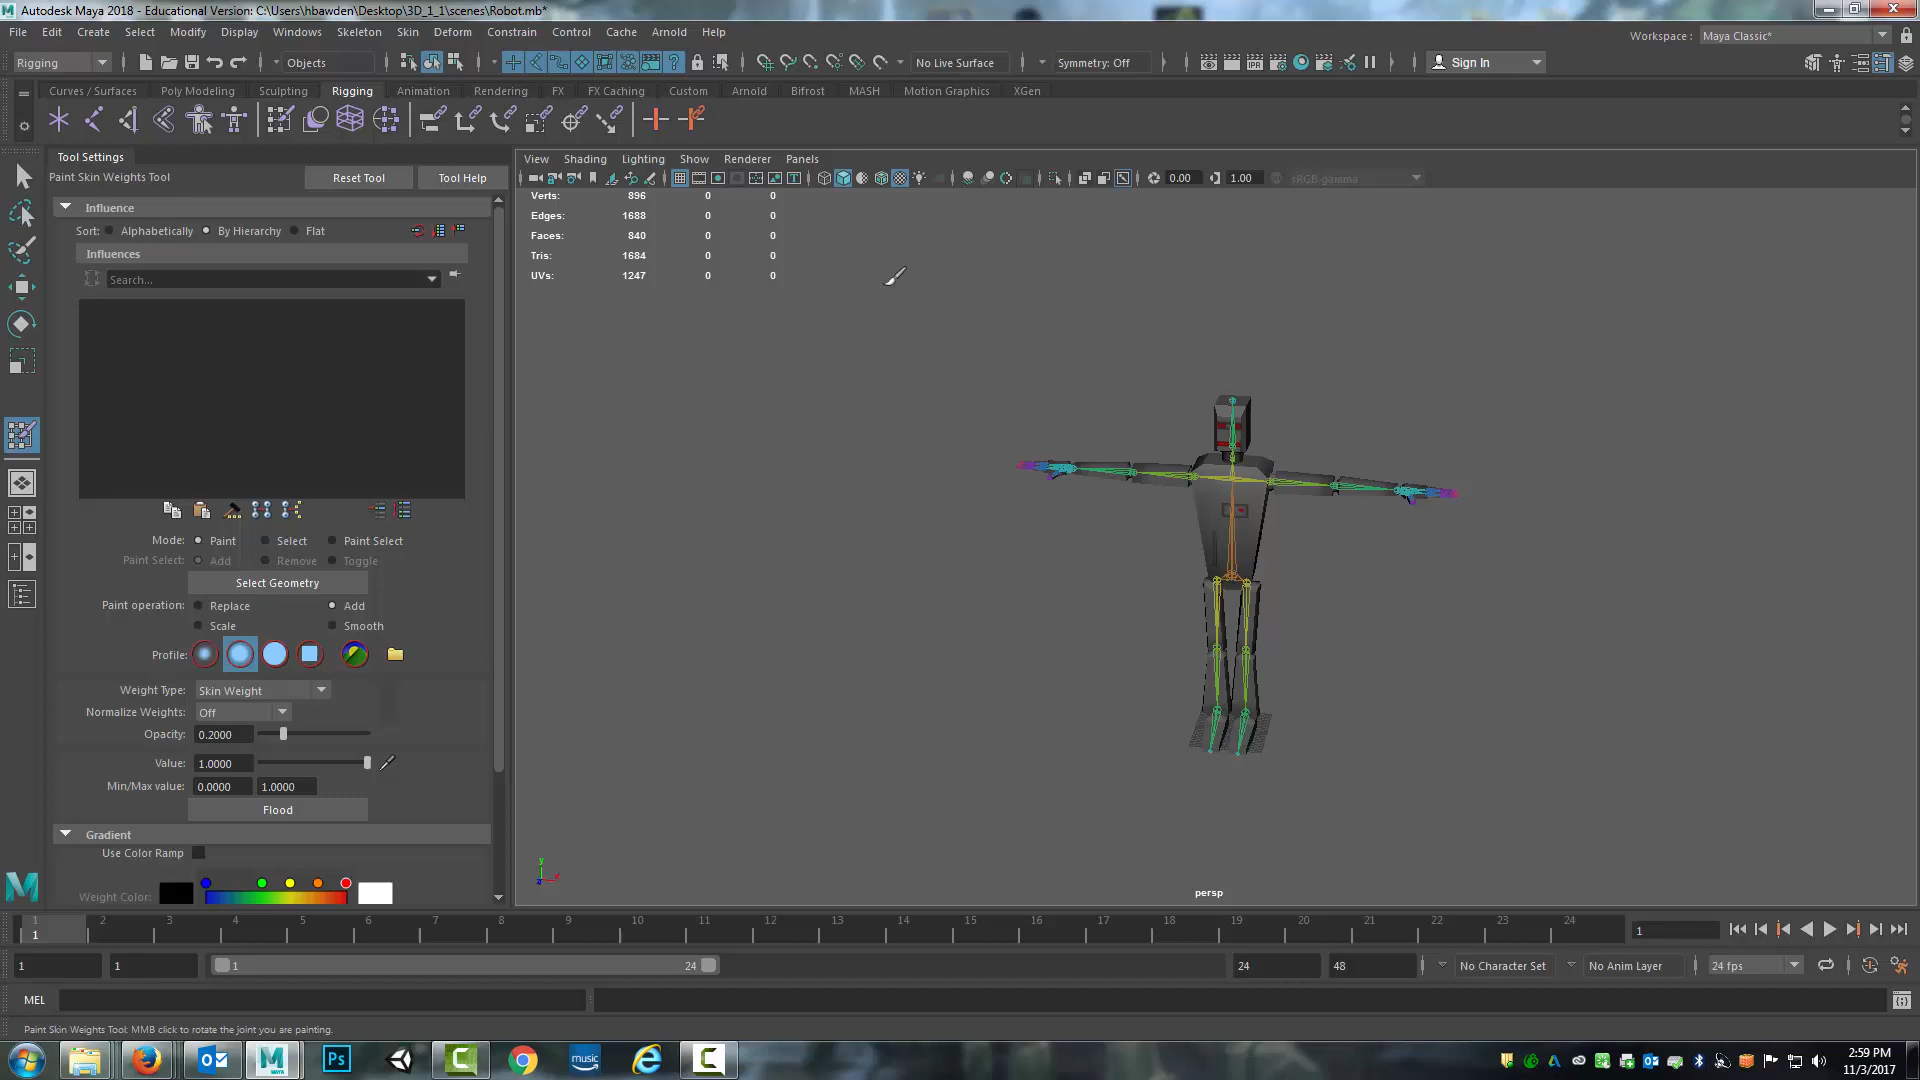 Autodesk Maya 2018 - Educational Version: C:\Users\hbawden\Desktop\3D_1_1\scenes\Robot.mb*
File Edit Create Select Modify Display Windows Skeleton Skin Deform Constrain Control Cache Arnold Help
Workspace : Maya Classic*
Rigging Objects No Live Surface Symmetry: Off Sign In
Curves / Surfaces Poly Modeling Sculpting Rigging Animation Rendering FX FX Caching Custom Arnold Bifrost MASH Motion Graphics XGen
Tool Settings
Paint Skin Weights Tool Reset Tool Tool Help
View Shading Lighting Show Renderer Panels
0.00 1.00 sRGB gamma
Influence
Sort: Alphabetically By Hierarchy Flat
Influences
Search...
Verts: 896 0 0
Edges: 1688 0 0
Faces: 840 0 0
Tris: 1684 0 0
UVs: 1247 0 0
Mode: Paint Select Paint Select
Paint Select: Add Remove Toggle
Select Geometry
Paint operation: Replace Add
Scale Smooth
Profile:
Weight Type: Skin Weight
Normalize Weights: Off
Opacity: 0.2000
Value: 1.0000
Min/Max value: 0.0000 1.0000
Flood
Gradient
Use Color Ramp
Weight Color:
y
x
z
persp
1 2 3 4 5 6 7 8 9 10 11 12 13 14 15 16 17 18 19 20 21 22 23 24
1 1
1 1 1 24 24 48 No Character Set No Anim Layer 24 fps
MEL
Paint Skin Weights Tool: MMB click to rotate the joint you are painting.
MAYA Ps music
2:59 PM
11/3/2017